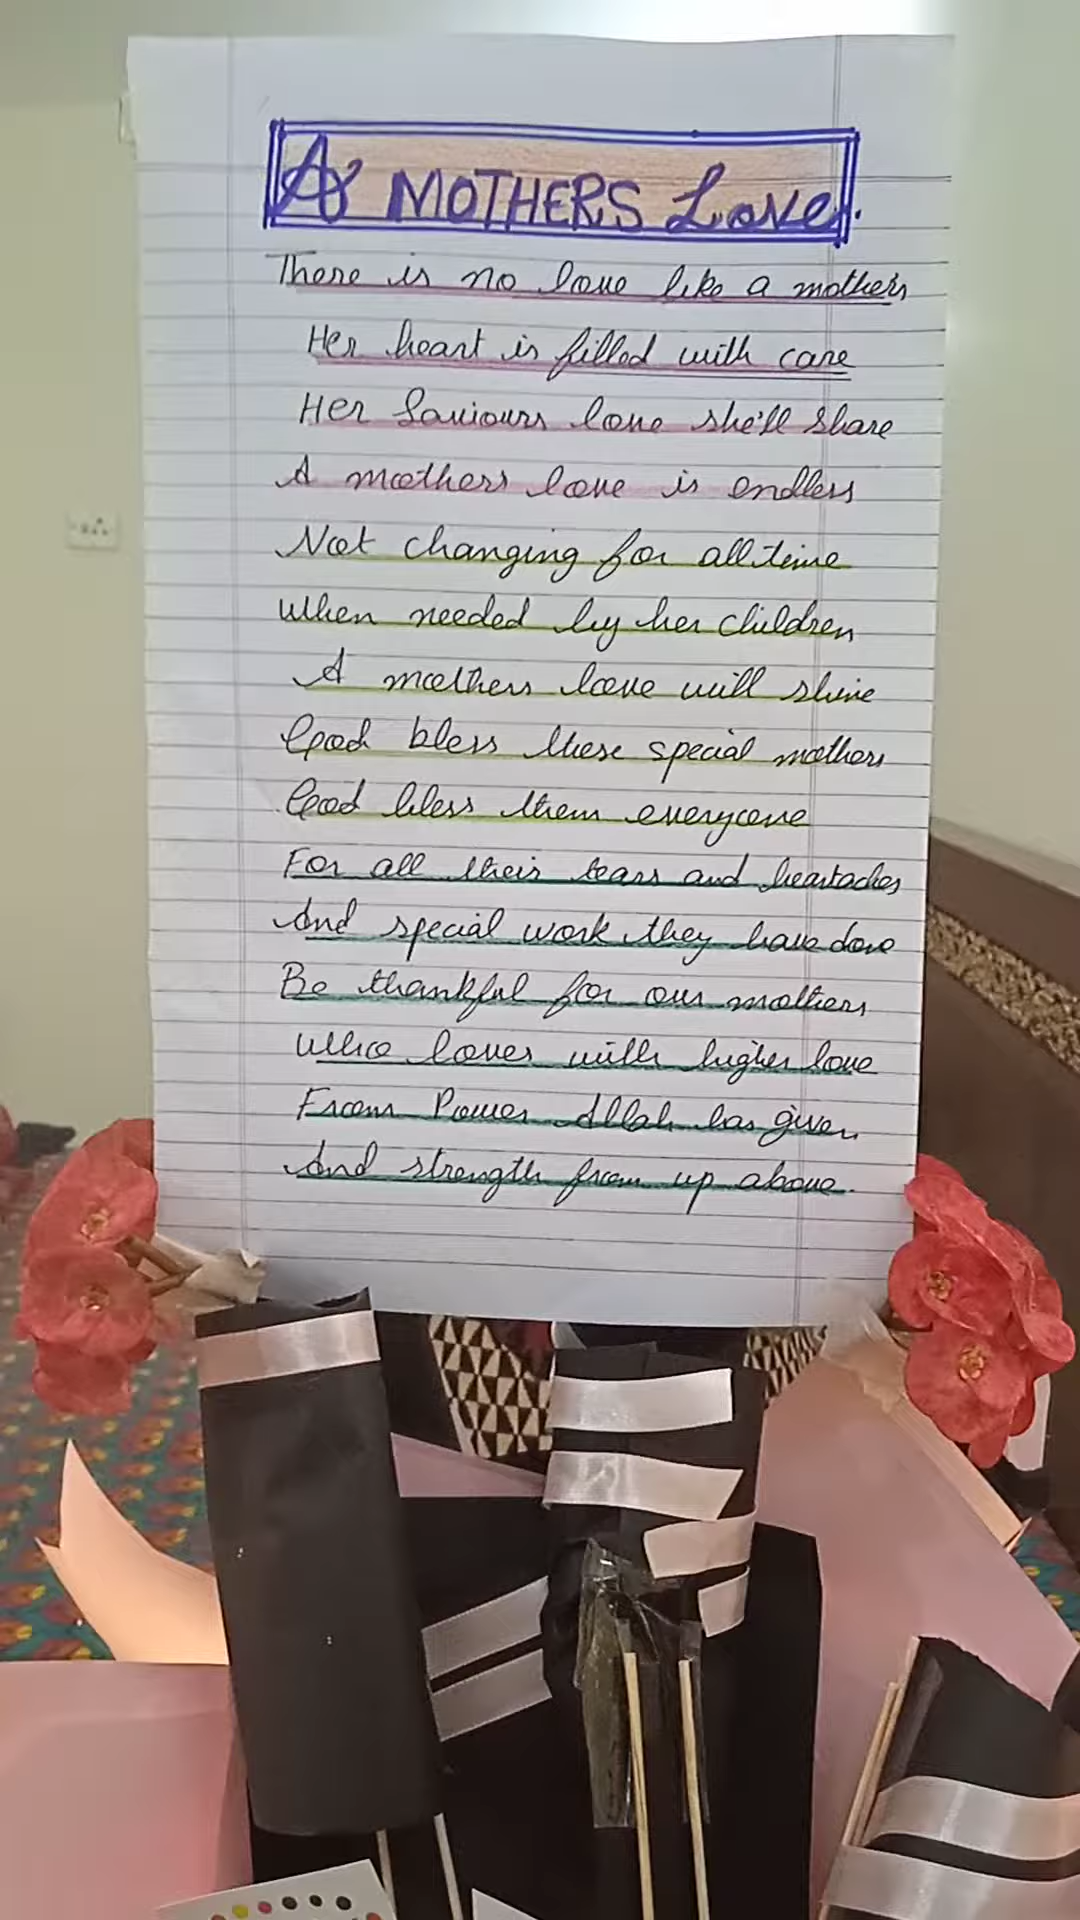 A MOTHERS Love.
There is no love like a mother's
Her heart is filled with care
Her Saviours love she'll share
A mothers love is endless
Not changing for all time
When needed by her children
A mothers love will shine
God bless these special mothers
God bless them everyone
For all their tears and heartaches
And special work they have done
Be thankful for our mothers
Who loves with higher love
From Power Allah has given
And strength from up above.